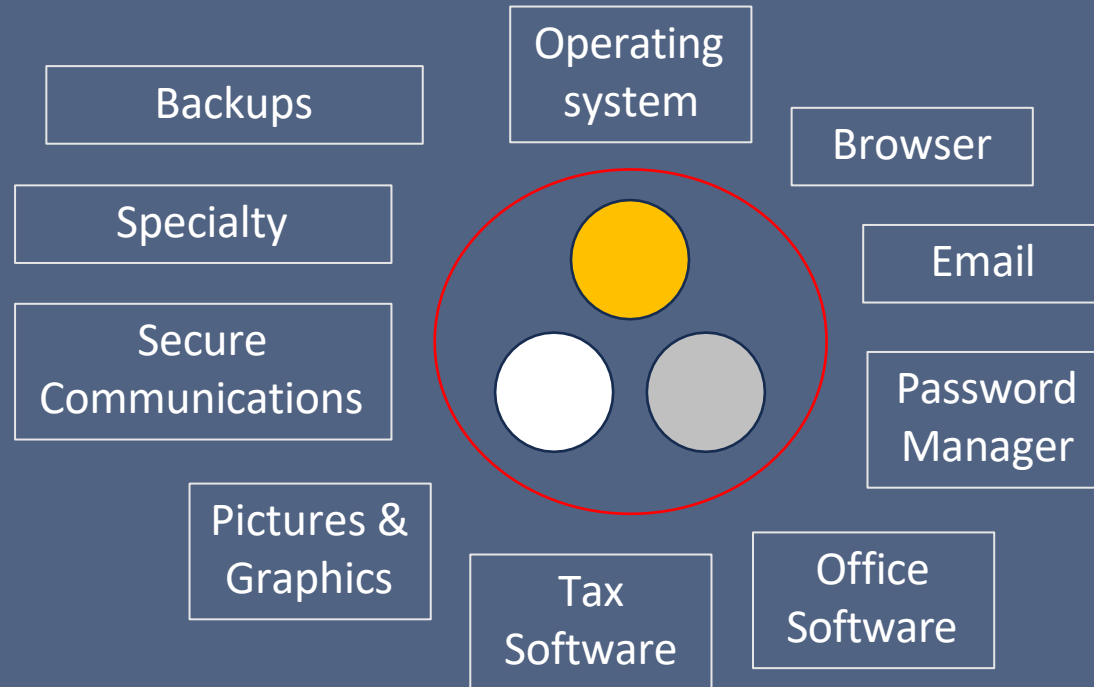 Operating
system
Backups
Browser
Specialty
Email
Secure
Communications
Password
Manager
Pictures &
Graphics
Tax
Software
Office
Software